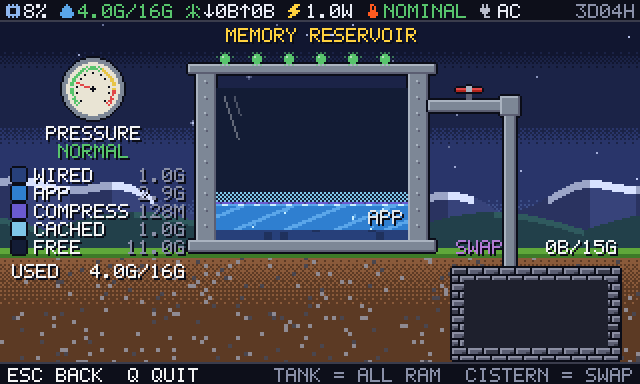 8% 4.0G/16G ↓0B↑0B 1.0W NOMINAL AC 3D04H
MEMORY RESERVOIR
PRESSURE
NORMAL
WIRED 1.0G
APP
COMPRESS 128M
CACHED 1.0G
FREE 11.0G
USED 4.0G/16G
APP
SWAP 0B/15G
ESC BACK Q QUIT TANK = ALL RAM CISTERN = SWAP